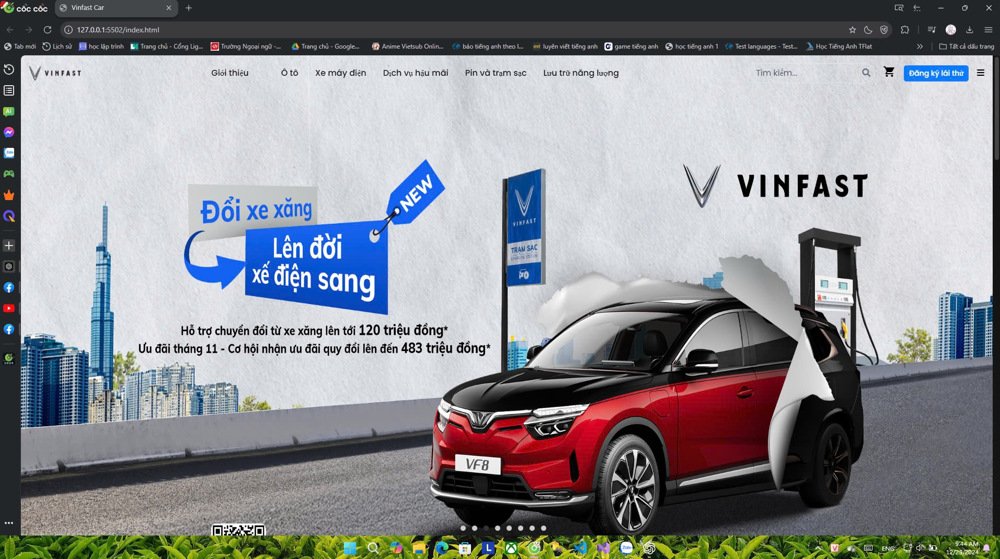 cốc cốc
Vinfast Car
127.0.0.1:5502/index.html
Tab mới
Lịch sử
học lập trình
Trang chủ - Cổng Lig...
Trường Ngoại ngữ -...
Trang chủ - Google...
Anime Vietsub Onlin...
báo tiếng anh theo l...
luyện viết tiếng anh
game tiếng anh
học tiếng anh 1
Test languages - Test...
Học Tiếng Anh TFlat
Tất cả dấu trang
VINFAST
Giới thiệu
Ô tô
Xe máy điện
Dịch vụ hậu mãi
Pin và trạm sạc
Lưu trữ năng lượng
Tìm kiếm...
Đăng ký lái thử
AI
Zalo
2024
NEW
Đổi xe xăng
Lên đời
xế điện sang
VINFAST
TRẠM SẠC
CHARGING STATION
VINFAST
Hỗ trợ chuyển đổi từ xe xăng lên tới 120 triệu đồng*
Ưu đãi tháng 11 - Cơ hội nhận ưu đãi quy đổi lên đến 483 triệu đồng*
VF8
L
Zalo
V
ENG
9:44 AM
12/25/2024